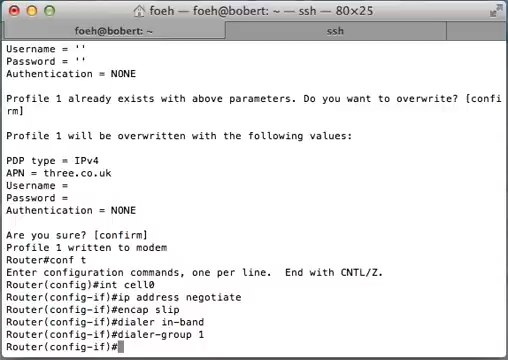 foeh — foeh@bobert: ~ — ssh — 80×25
foeh@bobert: ~
ssh
Username = ''
Password = ''
Authentication = NONE
Profile 1 already exists with above parameters. Do you want to overwrite? [confi
rm]
Profile 1 will be overwritten with the following values:
PDP type = IPv4
APN = three.co.uk
Username =
Password =
Authentication = NONE
Are you sure? [confirm]
Profile 1 written to modem
Router#conf t
Enter configuration commands, one per line.  End with CNTL/Z.
Router(config)#int cell0
Router(config-if)#ip address negotiate
Router(config-if)#encap slip
Router(config-if)#dialer in-band
Router(config-if)#dialer-group 1
Router(config-if)#